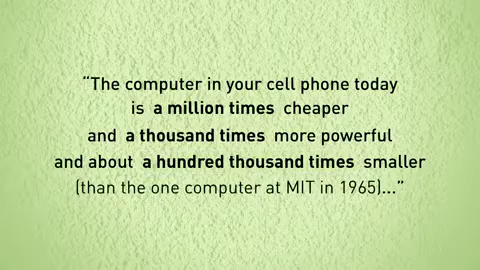 “The computer in your cell phone today
is a million times cheaper
and a thousand times more powerful
and about a hundred thousand times smaller
(than the one computer at MIT in 1965)...”